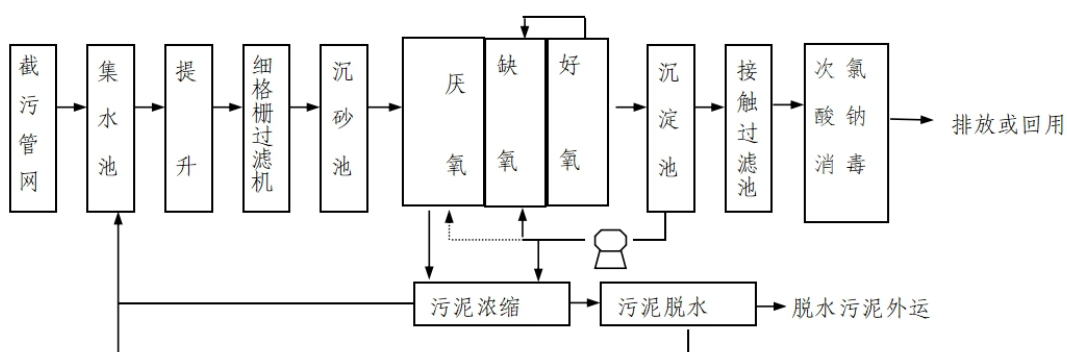 截污管网
集水池
提升
细格栅过滤机
沉砂池
厌氧
缺氧
好氧
沉淀池
接触过滤池
次氯
酸钠
消毒
排放或回用
污泥浓缩
污泥脱水
脱水污泥外运